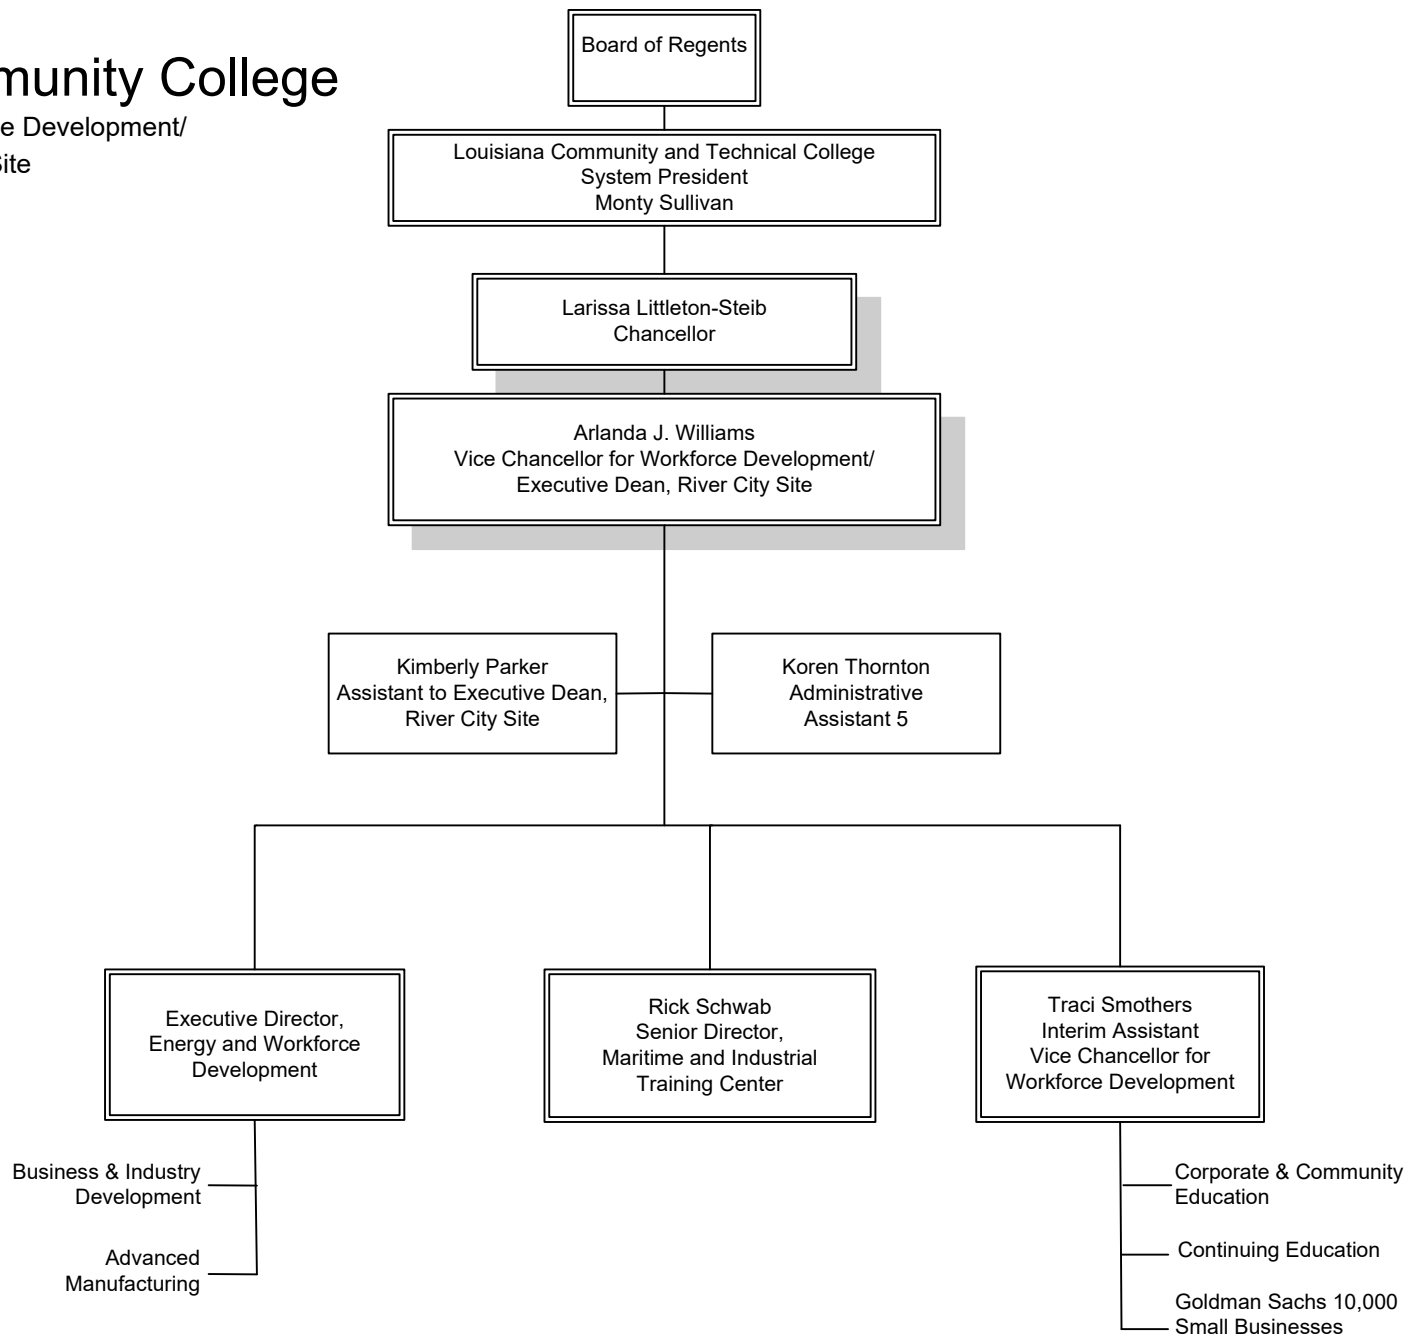 Board of Regents
munity College
e Development/
Site
Louisiana Community and Technical College
System President
Monty Sullivan
Larissa Littleton-Steib
Chancellor
Arlanda J. Williams
Vice Chancellor for Workforce Development/
Executive Dean, River City Site
Kimberly Parker
Assistant to Executive Dean,
River City Site
Koren Thornton
Administrative
Assistant 5
Executive Director,
Energy and Workforce
Development
Rick Schwab
Senior Director,
Maritime and Industrial
Training Center
Traci Smothers
Interim Assistant
Vice Chancellor for
Workforce Development
Business & Industry
Development
Advanced
Manufacturing
Corporate & Community
Education
Continuing Education
Goldman Sachs 10,000
Small Businesses